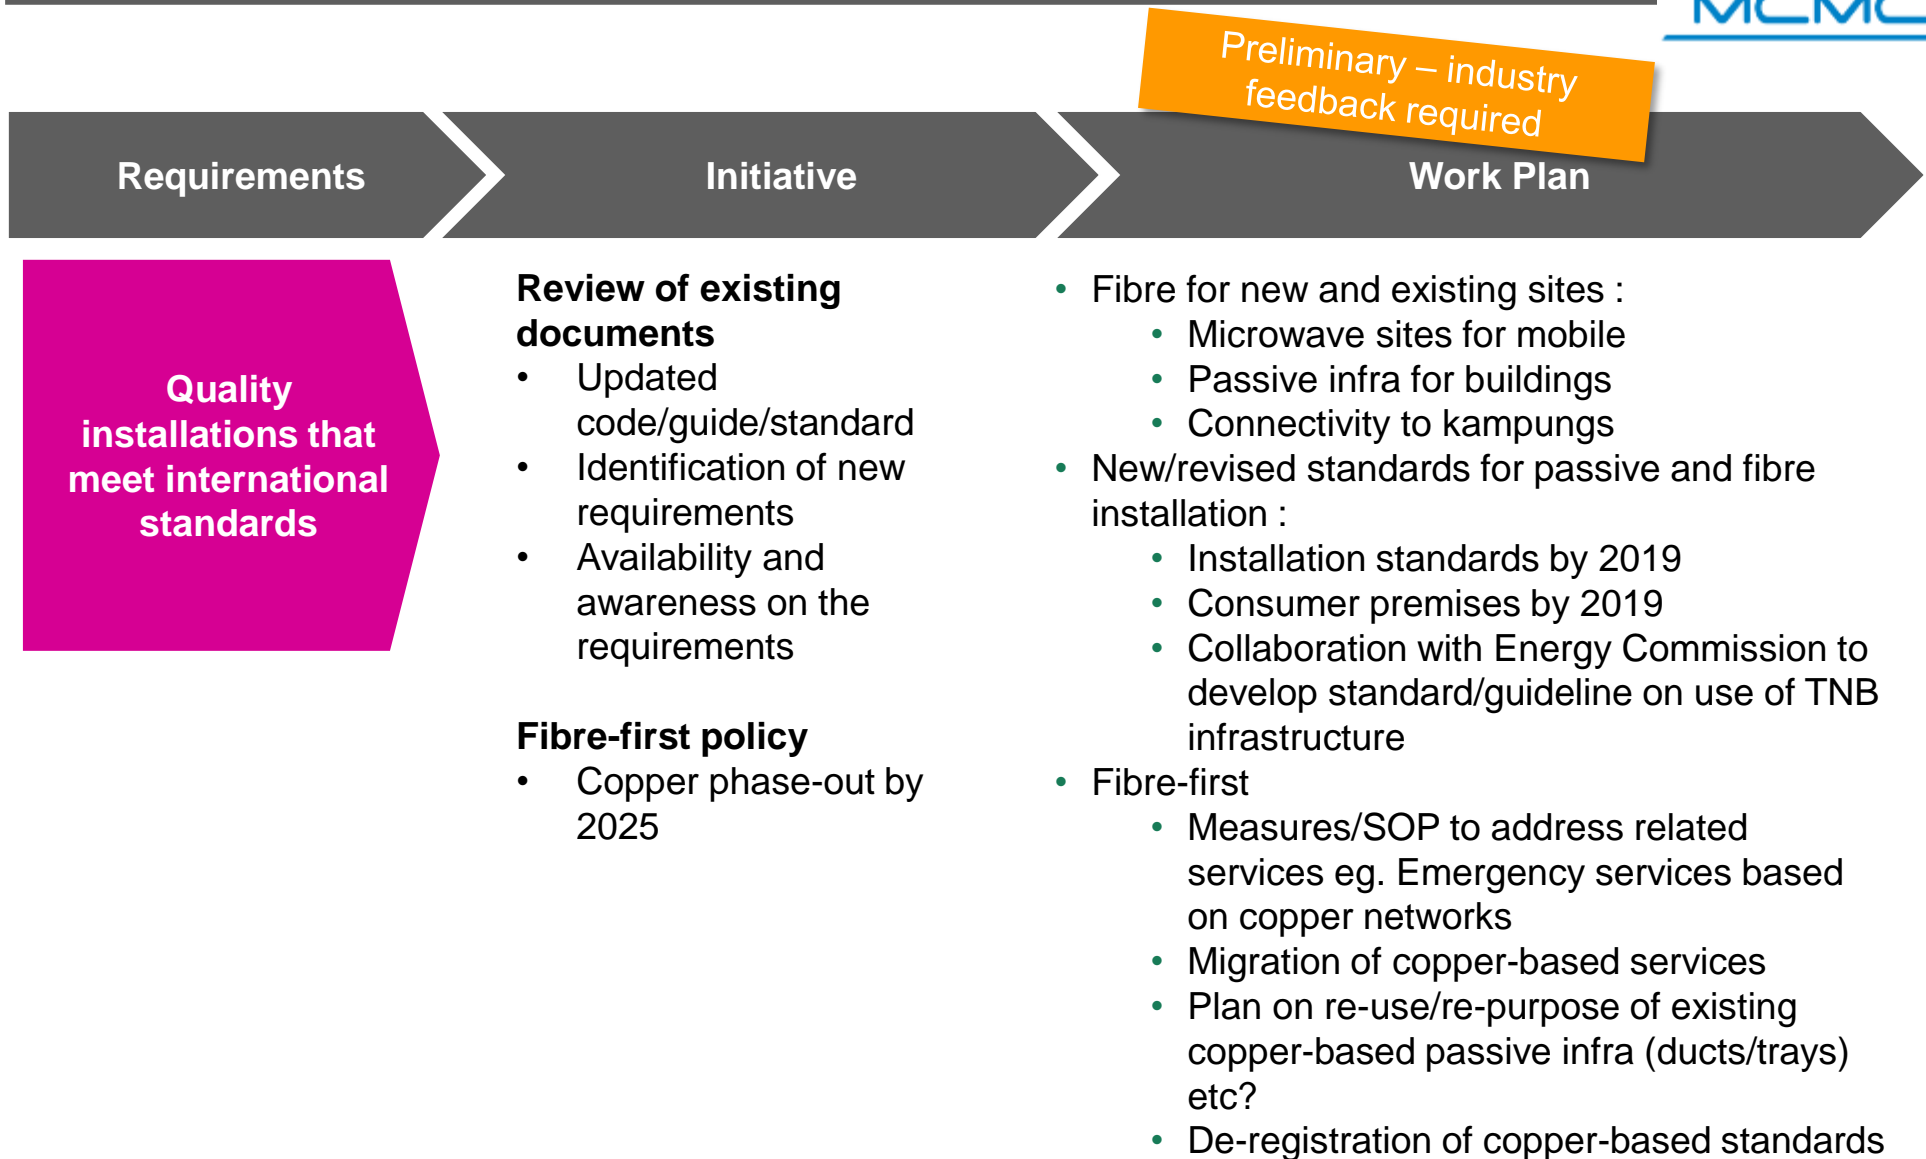 MCMC
Preliminary – industry
feedback required
Requirements
Initiative
Work Plan
Quality
installations that
meet international
standards
Review of existing
documents
• Updated
code/guide/standard
• Identification of new
requirements
• Availability and
awareness on the
requirements
Fibre-first policy
• Copper phase-out by
2025
• Fibre for new and existing sites :
• Microwave sites for mobile
• Passive infra for buildings
• Connectivity to kampungs
• New/revised standards for passive and fibre
installation :
• Installation standards by 2019
• Consumer premises by 2019
• Collaboration with Energy Commission to
develop standard/guideline on use of TNB
infrastructure
• Fibre-first
• Measures/SOP to address related
services eg. Emergency services based
on copper networks
• Migration of copper-based services
• Plan on re-use/re-purpose of existing
copper-based passive infra (ducts/trays)
etc?
• De-registration of copper-based standards